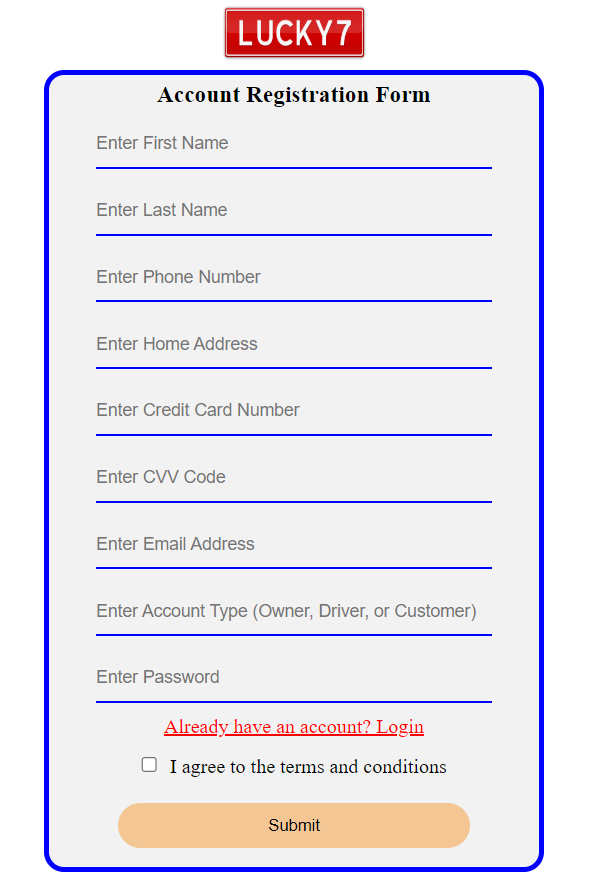 LUCKY7
Account Registration Form
Enter First Name
Enter Last Name
Enter Phone Number
Enter Home Address
Enter Credit Card Number
Enter CVV Code
Enter Email Address
Enter Account Type (Owner, Driver, or Customer)
Enter Password
Already have an account? Login
I agree to the terms and conditions
Submit